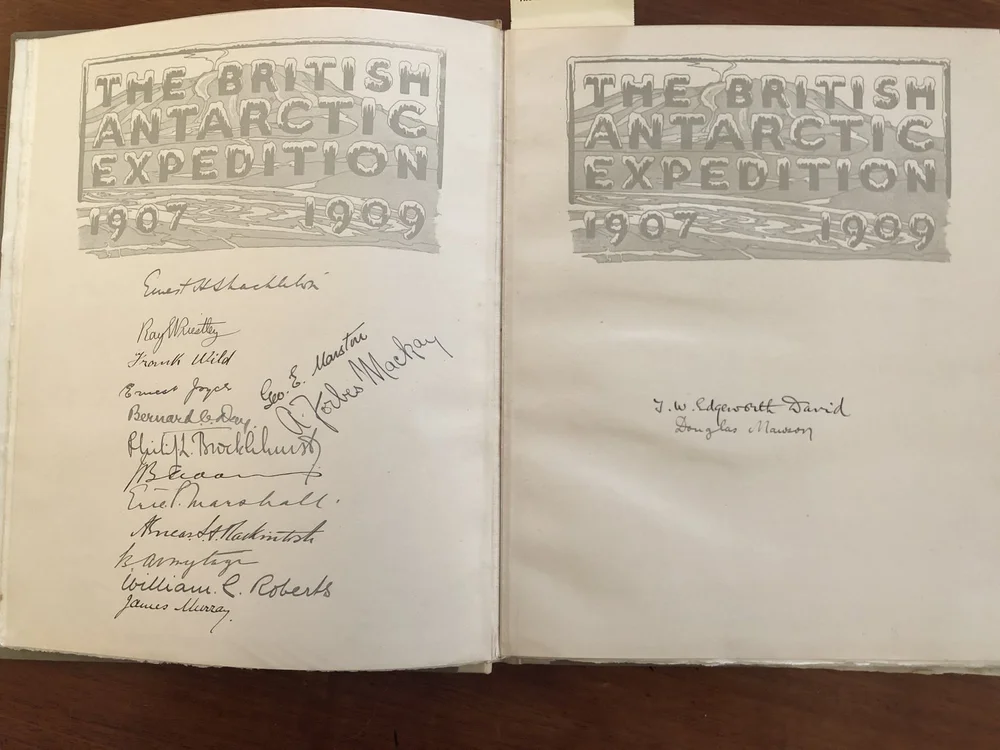 THE BRITISH
ANTARCTIC
EXPEDITION
1907 1909
Ernest H Shackleton
Raymond Priestley
Frank Wild
Ernest Joyce
Geo. E. Marston
Bernard C. Day.
A. Forbes Mackay
Philip L. Brocklehurst
Eric P. Marshall.
Aeneas L. A. Mackintosh
B Armytage
William. C. Roberts
James Murray.
THE BRITISH
ANTARCTIC
EXPEDITION
1907 1909
T. W. Edgeworth David
Douglas Mawson